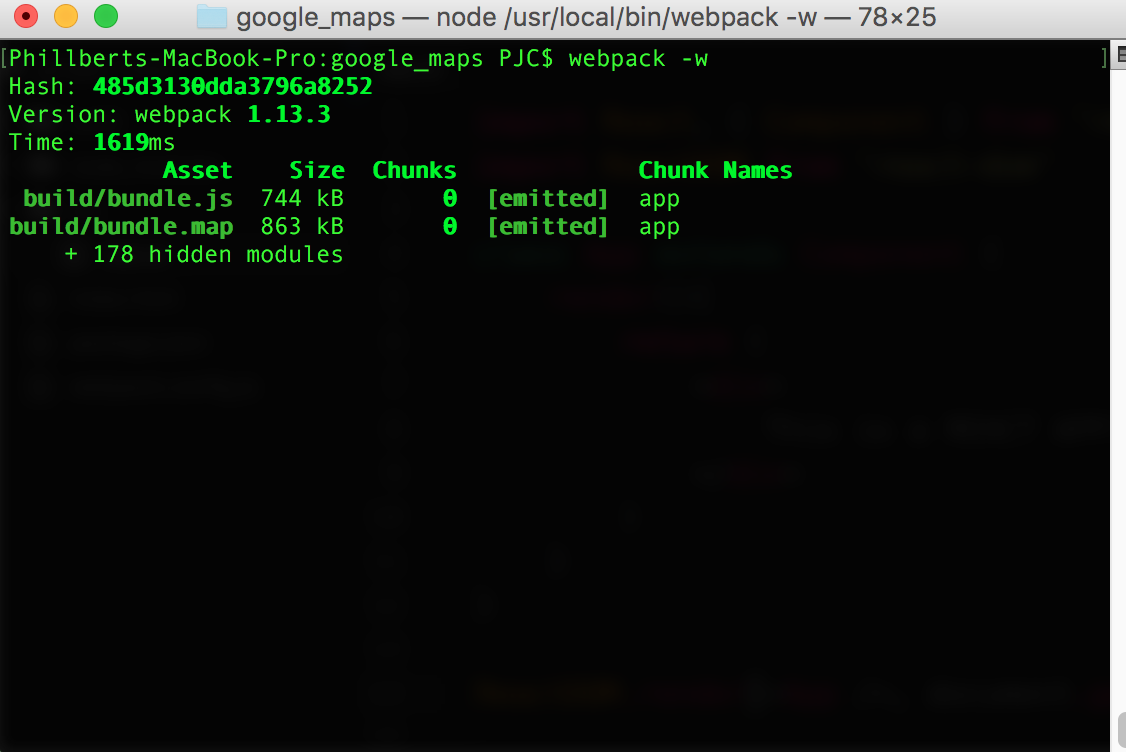 google_maps — node /usr/local/bin/webpack -w — 78×25
[Phillberts-MacBook-Pro:google_maps PJC$ webpack -w ]
Hash: 485d3130dda3796a8252
Version: webpack 1.13.3
Time: 1619ms
Asset Size Chunks Chunk Names
build/bundle.js 744 kB 0 [emitted] app
build/bundle.map 863 kB 0 [emitted] app
+ 178 hidden modules